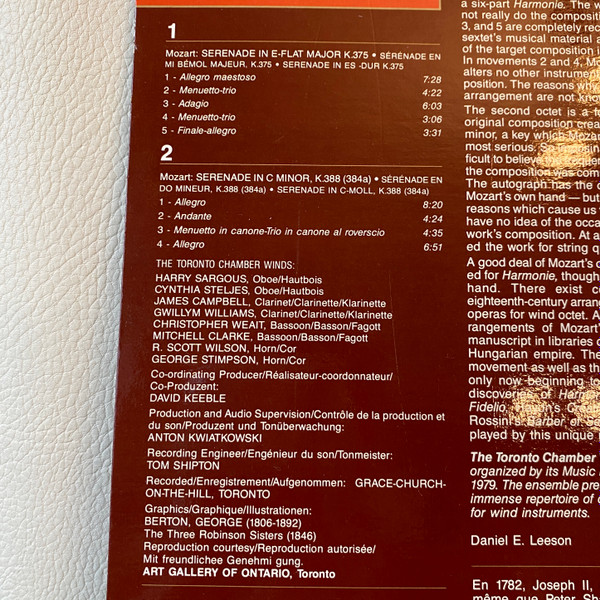 1
Mozart: SERENADE IN E-FLAT MAJOR K.375 • SÉRÉNADE EN
MI BÉMOL MAJEUR, K.375 • SERENADE IN ES -DUR K.375
1 - Allegro maestoso 7:28
2 - Menuetto-trio 4:22
3 - Adagio 6:03
4 - Menuetto-trio 3:06
5 - Finale-allegro 3:31
2
Mozart: SERENADE IN C MINOR, K.388 (384a) • SÉRÉNADE EN
DO MINEUR, K.388 (384a) • SERENADE IN C-MOLL, K.388 (384a)
1 - Allegro 8:20
2 - Andante 4:24
3 - Menuetto in canone-Trio in canone al roverscio 4:35
4 - Allegro 6:51
THE TORONTO CHAMBER WINDS:
HARRY SARGOUS, Oboe/Hautbois
CYNTHIA STELJES, Oboe/Hautbois
JAMES CAMPBELL, Clarinet/Clarinette/Klarinette
GWILLYM WILLIAMS, Clarinet/Clarinette/Klarinette
CHRISTOPHER WEAIT, Bassoon/Basson/Fagott
MITCHELL CLARKE, Bassoon/Basson/Fagott
R. SCOTT WILSON, Horn/Cor
GEORGE STIMPSON, Horn/Cor
Co-ordinating Producer/Réalisateur-coordonnateur/
Co-Produzent:
DAVID KEEBLE
Production and Audio Supervision/Contrôle de la production et
du son/Produzent und Tonüberwachung:
ANTON KWIATKOWSKI
Recording Engineer/Engénieur du son/Tonmeister:
TOM SHIPTON
Recorded/Enregistrement/Aufgenommen: GRACE-CHURCH-
ON-THE-HILL, TORONTO
Graphics/Graphique/Illustrationen:
BERTON, GEORGE (1806-1892)
The Three Robinson Sisters (1846)
Reproduction courtesy/Reproduction autorisée/
Mit freundlicher Genehmi gung.
ART GALLERY OF ONTARIO, Toronto
a six-part Harmonie. The
not really do the compositi
3, and 5 are completely rec
sextet's musical material a
of the target composition i
In movements 2 and 4, Mo
alters no other instrument
position. The reasons why
arrangement are not know
The second octet is a fu
original composition crea
minor, a key which Mozar
most serious.
ficult to believe
the composition was com
The autograph has the
Mozart's own hand — but
reasons which cause us
have no idea of the occa
work's composition. At a
ed the work for string q
A good deal of Mozart's
ed for Harmonie, though
hand. There exist
eighteenth-century arran
operas for wind octet. A
rangements of Mozart's
manuscript in libraries
Hungarian empire. The
movement as well as th
only now beginning to
discoveries of Harmon
Fidelio, Haydn's Crea
Rossini's Barber of Se
played by this unique
The Toronto Chamber
organized by its Music
1979. The ensemble pre
immense repertoire of
for wind instruments.
Daniel E. Leeson
En 1782, Joseph II,
même que Peter Sh